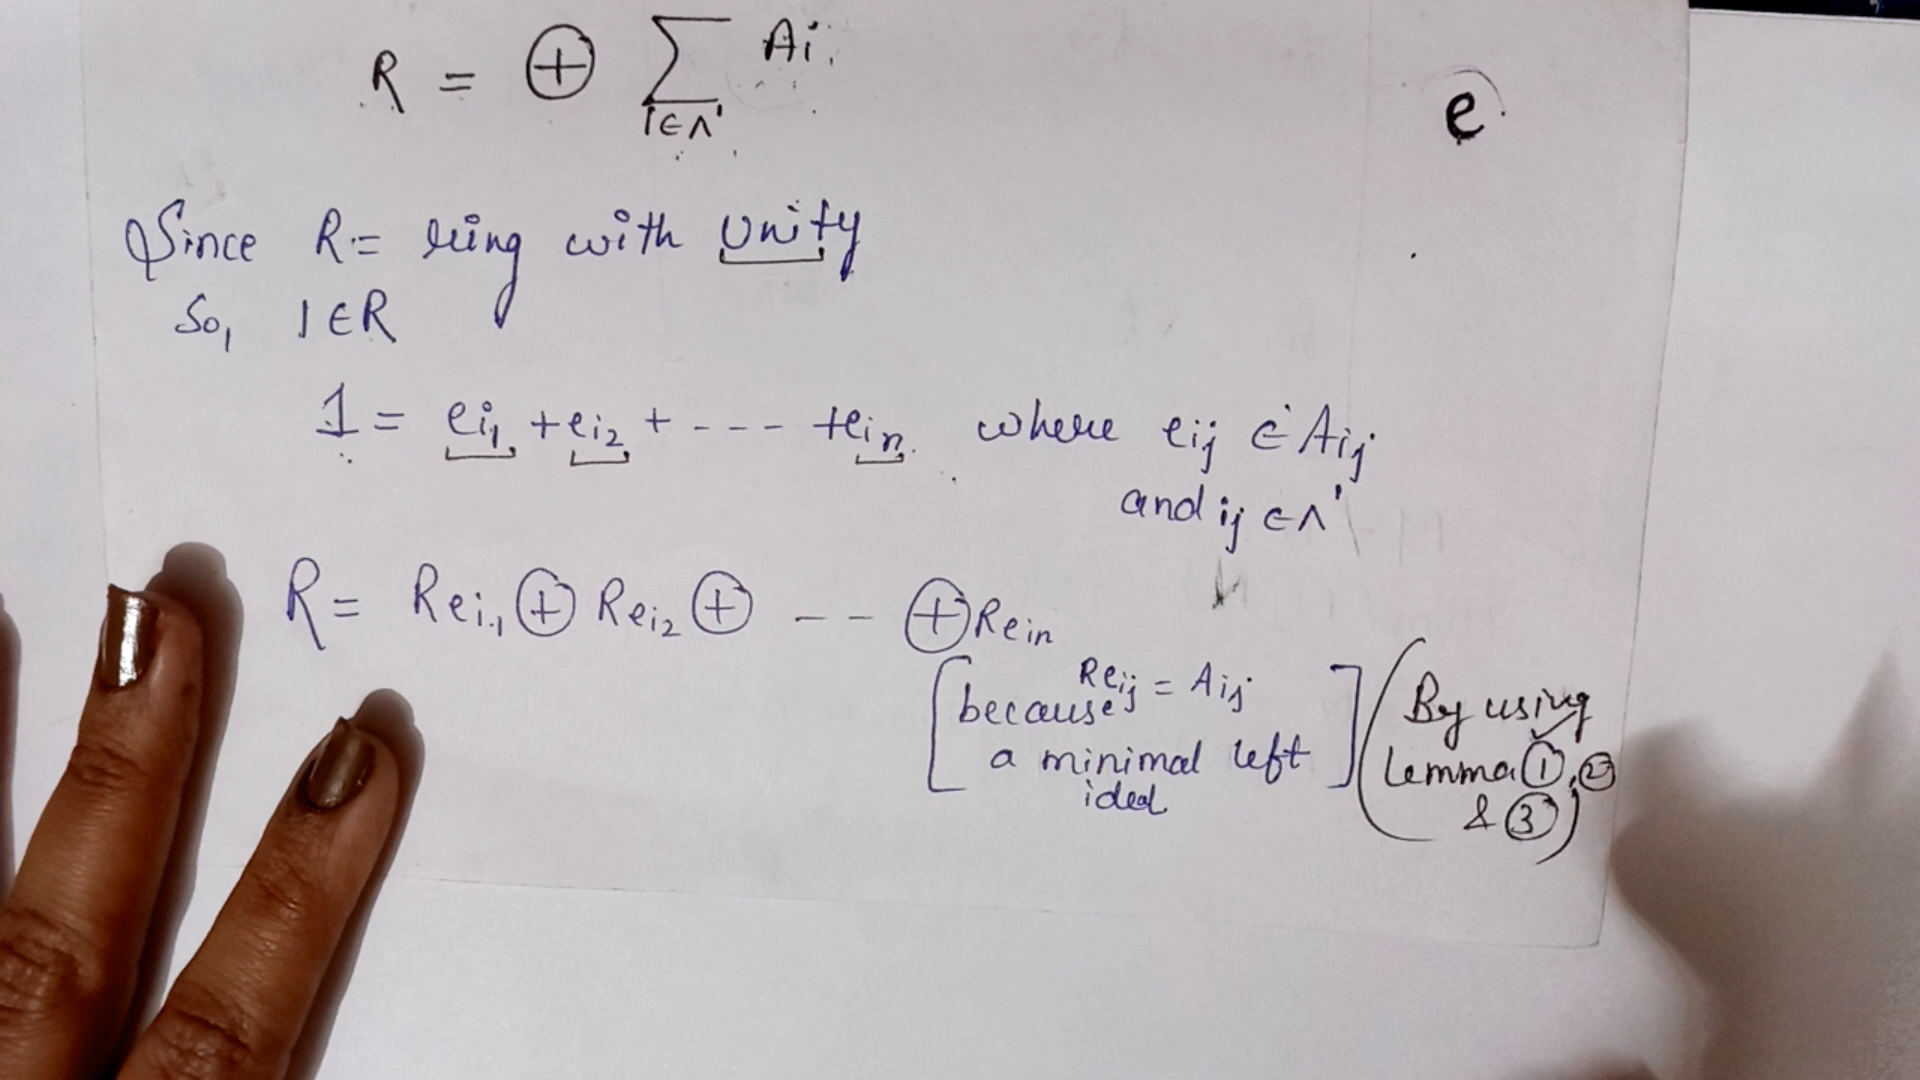 R = ⊕ ∑ Ai
i∈Λ'
e
Since R = ring with Unity
So, 1∈R
1 = ei1 + ei2 + --- + ein where eij ∈ Aij
and ij ∈ Λ'
R = Rei1 ⊕ Rei2 ⊕ -- ⊕ Rein
[because Reij = Aij
a minimal left
ideal]
(By using
Lemma ①, ②
& ③)